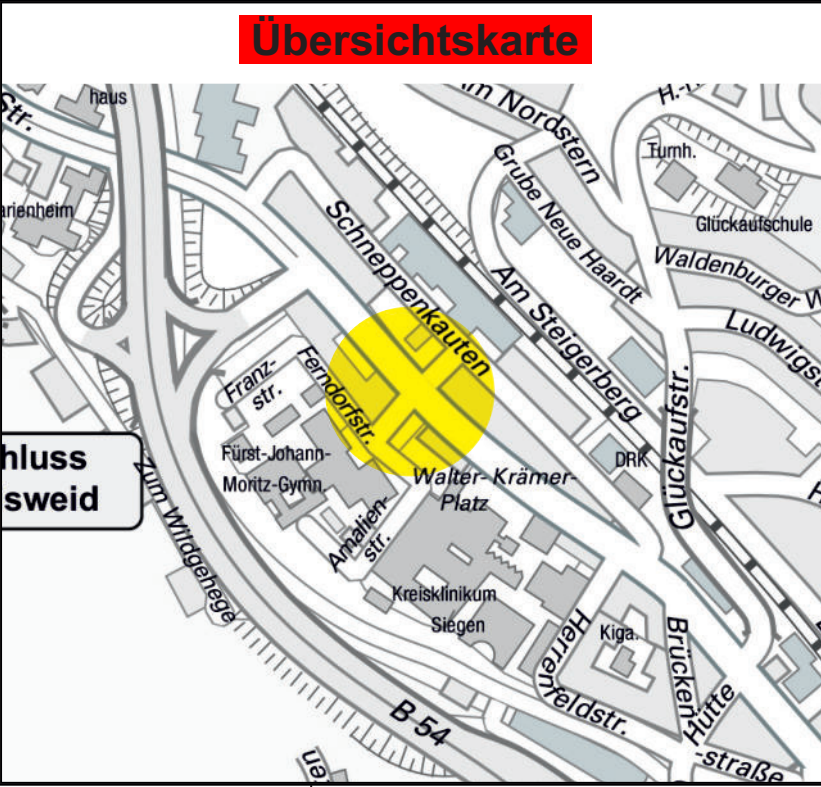 Übersichtskarte
haus
Str.
m Nordstern
Turnh.
arienheim
Grube Neue Haardt
Glückaufschule
Schneppenkauten
Waldenburger W
Am Steigerberg
Ludwigst
Franz-
str.
Ferndorfstr.
Glückaufstr.
hluss
sweid
Fürst-Johann-
Moritz-Gymn.
DRK
Walter- Krämer-
Platz
Zum Wildgehege
Amalien-
str.
Kreisklinikum
Siegen
Herrenfeldstr.
Kiga.
Brücken
Hütte
-straße
B 54
en